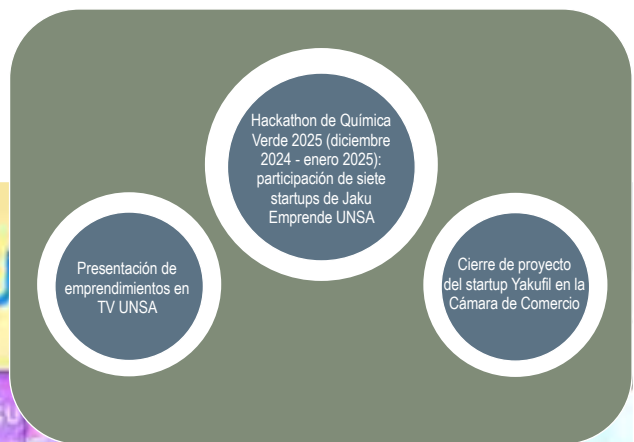 Hackathon de Química
Verde 2025 (diciembre
2024 - enero 2025):
participación de siete
startups de Jaku
Emprende UNSA
Presentación de
emprendimientos en
TV UNSA
Cierre de proyecto
del startup Yakufil en la
Cámara de Comercio